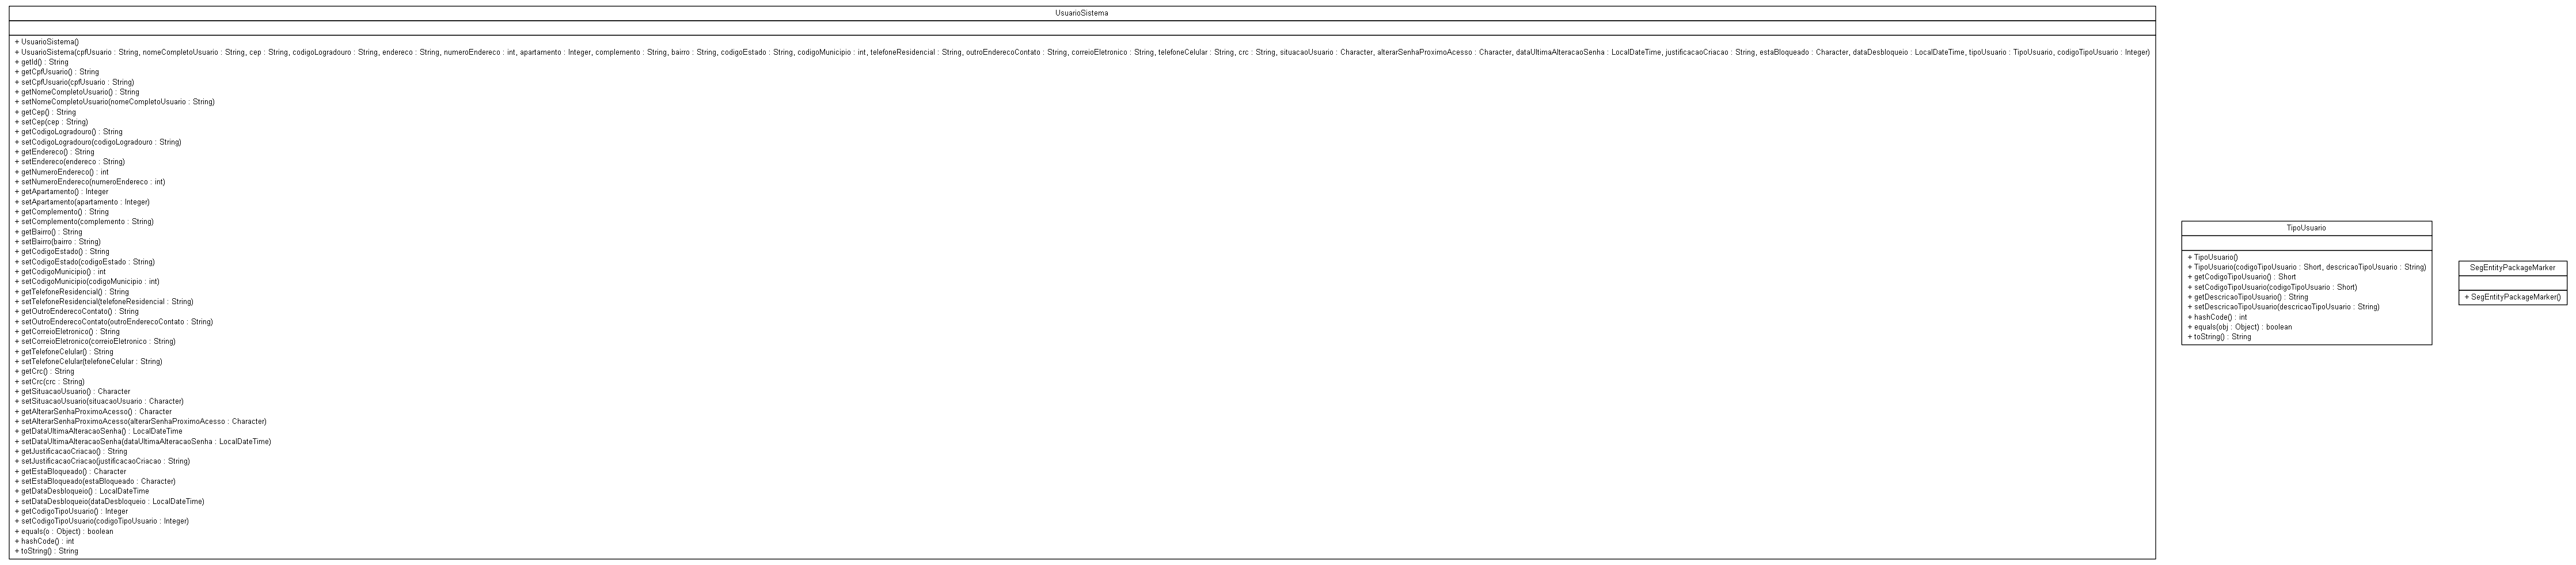 UsuarioSistema
+ UsuarioSistema()
+ UsuarioSistema(cpfUsuario : String, nomeCompletoUsuario : String, cep : String, codigoLogradouro : String, endereco : String, numeroEndereco : int, apartamento : Integer, complemento : String, bairro : String, codigoEstado : String, codigoMunicipio : int, telefoneResidencial : String, outroEnderecoContato : String, correioEletronico : String, telefoneCelular : String, crc : String, situacaoUsuario : Character, alterarSenhaProximoAcesso : Character, dataUltimaAlteracaoSenha : LocalDateTime, justificacaoCriacao : String, estaBloqueado : Character, dataDesbloqueio : LocalDateTime, tipoUsuario : TipoUsuario, codigoTipoUsuario : Integer)
+ getId() : String
+ getCpfUsuario() : String
+ setCpfUsuario(cpfUsuario : String)
+ getNomeCompletoUsuario() : String
+ setNomeCompletoUsuario(nomeCompletoUsuario : String)
+ getCep() : String
+ setCep(cep : String)
+ getCodigoLogradouro() : String
+ setCodigoLogradouro(codigoLogradouro : String)
+ getEndereco() : String
+ setEndereco(endereco : String)
+ getNumeroEndereco() : int
+ setNumeroEndereco(numeroEndereco : int)
+ getApartamento() : Integer
+ setApartamento(apartamento : Integer)
+ getComplemento() : String
+ setComplemento(complemento : String)
+ getBairro() : String
+ setBairro(bairro : String)
+ getCodigoEstado() : String
+ setCodigoEstado(codigoEstado : String)
+ getCodigoMunicipio() : int
+ setCodigoMunicipio(codigoMunicipio : int)
+ getTelefoneResidencial() : String
+ setTelefoneResidencial(telefoneResidencial : String)
+ getOutroEnderecoContato() : String
+ setOutroEnderecoContato(outroEnderecoContato : String)
+ getCorreioEletronico() : String
+ setCorreioEletronico(correioEletronico : String)
+ getTelefoneCelular() : String
+ setTelefoneCelular(telefoneCelular : String)
+ getCrc() : String
+ setCrc(crc : String)
+ getSituacaoUsuario() : Character
+ setSituacaoUsuario(situacaoUsuario : Character)
+ getAlterarSenhaProximoAcesso() : Character
+ setAlterarSenhaProximoAcesso(alterarSenhaProximoAcesso : Character)
+ getDataUltimaAlteracaoSenha() : LocalDateTime
+ setDataUltimaAlteracaoSenha(dataUltimaAlteracaoSenha : LocalDateTime)
+ getJustificacaoCriacao() : String
+ setJustificacaoCriacao(justificacaoCriacao : String)
+ getEstaBloqueado() : Character
+ setEstaBloqueado(estaBloqueado : Character)
+ getDataDesbloqueio() : LocalDateTime
+ setDataDesbloqueio(dataDesbloqueio : LocalDateTime)
+ getCodigoTipoUsuario() : Integer
+ setCodigoTipoUsuario(codigoTipoUsuario : Integer)
+ equals(o : Object) : boolean
+ hashCode() : int
+ toString() : String
TipoUsuario
+ TipoUsuario()
+ TipoUsuario(codigoTipoUsuario : Short, descricaoTipoUsuario : String)
+ getCodigoTipoUsuario() : Short
+ setCodigoTipoUsuario(codigoTipoUsuario : Short)
+ getDescricaoTipoUsuario() : String
+ setDescricaoTipoUsuario(descricaoTipoUsuario : String)
+ hashCode() : int
+ equals(obj : Object) : boolean
+ toString() : String
SegEntityPackageMarker
+ SegEntityPackageMarker()